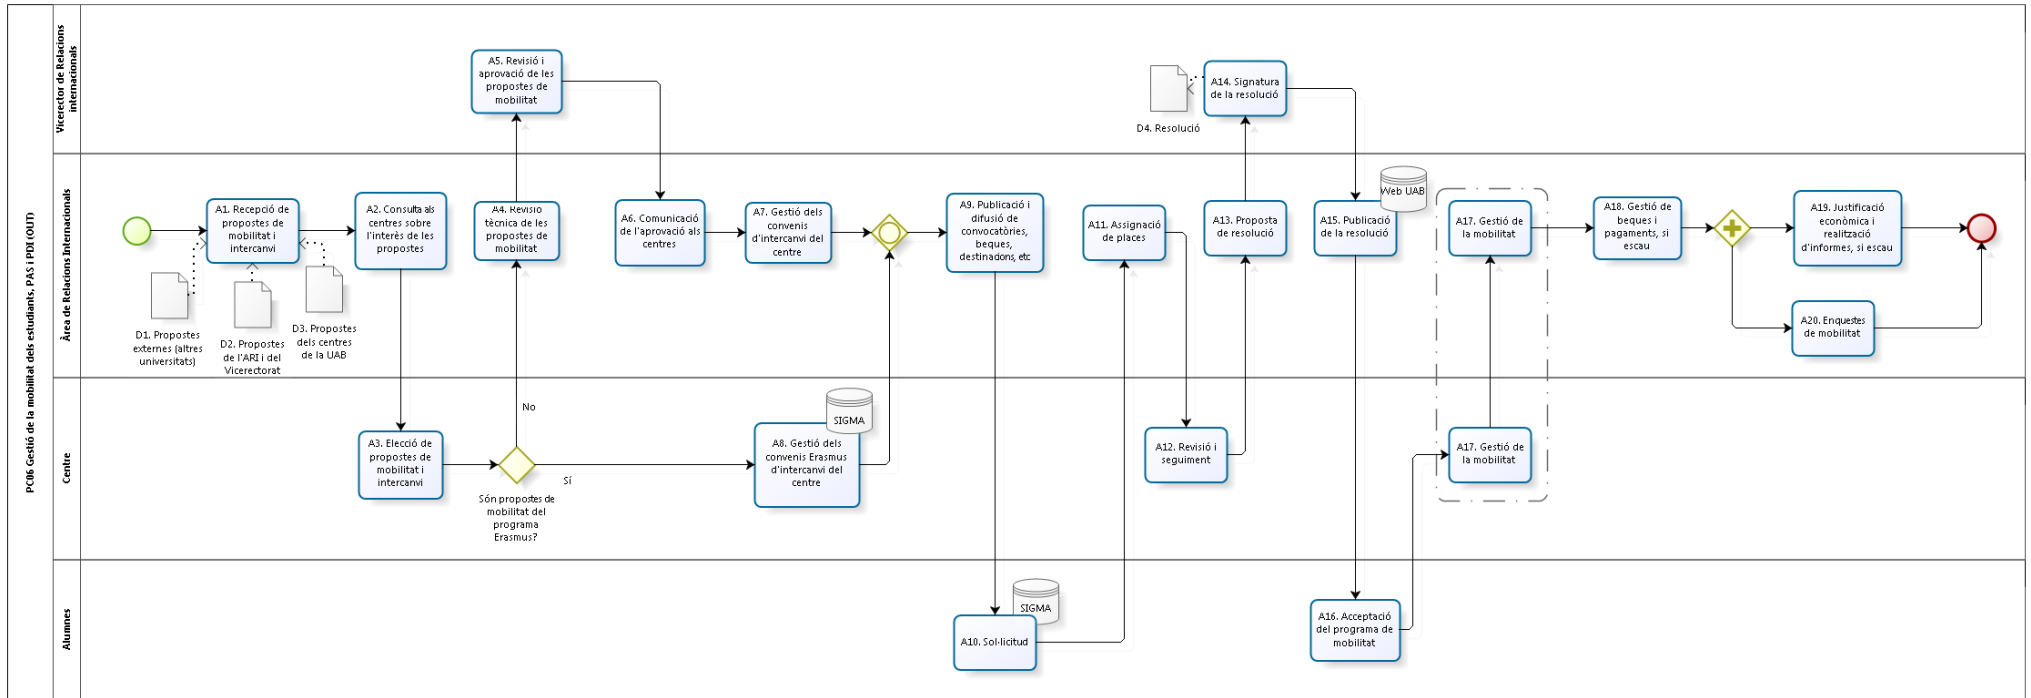 PC06 Gestió de la mobilitat dels estudiants, PAS i PDI (OUT)
Vicerector de Relacions
internacionals
A5. Revisió i
aprovació de les
propostes de
mobilitat
A14. Signatura
de la resolució
D4. Resolució
Àrea de Relacions Internacionals
A1. Recepció de
propostes de
mobilitat i
intercanvi
A2. Consulta als
centres sobre
l'interès de les
propostes
A4. Revisió
tècnica de les
propostes de
mobilitat
A6. Comunicació
de l'aprovació als
centres
A7. Gestió dels
convenis
d'intercanvi del
centre
A9. Publicació i
difusió de
convocatòries,
beques,
destinacions, etc
A11. Assignació
de places
A13. Proposta
de resolució
A15. Publicació
de la resolució
Web UAB
A17. Gestió de
la mobilitat
A18. Gestió de
beques i
pagaments, si
escau
A19. Justificació
econòmica i
realització
d'informes, si escau
A20. Enquestes
de mobilitat
D1. Propostes
externes (altres
universitats)
D2. Propostes
de l'ARI i del
Vicerectorat
D3. Propostes
dels centres
de la UAB
Centre
A3. Elecció de
propostes de
mobilitat i
intercanvi
No
Sí
Són propostes de
mobilitat del
programa
Erasmus?
SIGMA
A8. Gestió dels
convenis Erasmus
d'intercanvi del
centre
A12. Revisió i
seguiment
A17. Gestió de
la mobilitat
Alumnes
SIGMA
A10. Sol·licitud
A16. Acceptació
del programa de
mobilitat